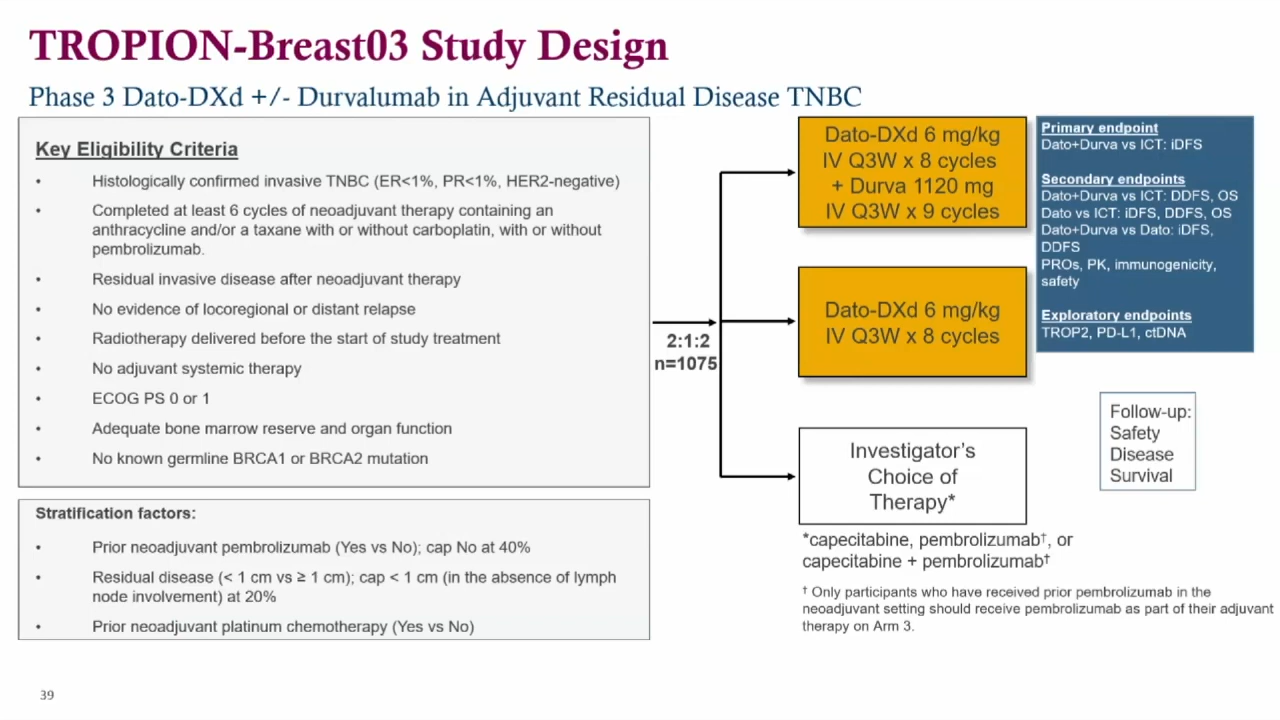 TROPION-Breast03 Study Design
Phase 3 Dato-DXd +/- Durvalumab in Adjuvant Residual Disease TNBC
Key Eligibility Criteria
• Histologically confirmed invasive TNBC (ER<1%, PR<1%, HER2-negative)
• Completed at least 6 cycles of neoadjuvant therapy containing an
anthracycline and/or a taxane with or without carboplatin, with or without
pembrolizumab.
• Residual invasive disease after neoadjuvant therapy
• No evidence of locoregional or distant relapse
• Radiotherapy delivered before the start of study treatment
• No adjuvant systemic therapy
• ECOG PS 0 or 1
• Adequate bone marrow reserve and organ function
• No known germline BRCA1 or BRCA2 mutation
Stratification factors:
• Prior neoadjuvant pembrolizumab (Yes vs No); cap No at 40%
• Residual disease (< 1 cm vs ≥ 1 cm); cap < 1 cm (in the absence of lymph
node involvement) at 20%
• Prior neoadjuvant platinum chemotherapy (Yes vs No)
2:1:2
n=1075
Dato-DXd 6 mg/kg
IV Q3W x 8 cycles
+ Durva 1120 mg
IV Q3W x 9 cycles
Dato-DXd 6 mg/kg
IV Q3W x 8 cycles
Investigator's
Choice of
Therapy*
*capecitabine, pembrolizumab†, or
capecitabine + pembrolizumab†
† Only participants who have received prior pembrolizumab in the
neoadjuvant setting should receive pembrolizumab as part of their adjuvant
therapy on Arm 3.
Primary endpoint
Dato+Durva vs ICT: iDFS
Secondary endpoints
Dato+Durva vs ICT: DDFS, OS
Dato vs ICT: iDFS, DDFS, OS
Dato+Durva vs Dato: iDFS,
DDFS
PROs, PK, immunogenicity,
safety
Exploratory endpoints
TROP2, PD-L1, ctDNA
Follow-up:
Safety
Disease
Survival
39